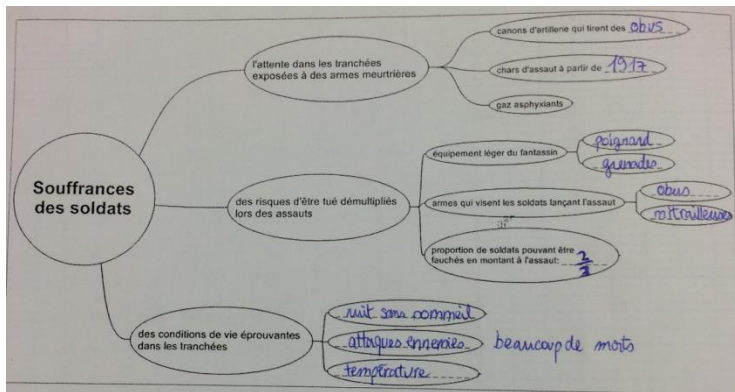 Souffrances
des soldats
l'attente dans les tranchées
exposées à des armes meurtrières
canons d'artillerie qui tirent des obus
chars d'assaut à partir de 1917
gaz asphyxiants
des risques d'être tué démultipliés
lors des assauts
équipement léger du fantassin
poignard
grenades
armes qui visent les soldats lançant l'assaut
obus
mitrailleuses
proportion de soldats pouvant être
fauchés en montant à l'assaut: 2/3
des conditions de vie éprouvantes
dans les tranchées
nuit sans sommeil
attaques ennemies
température
beaucoup de morts